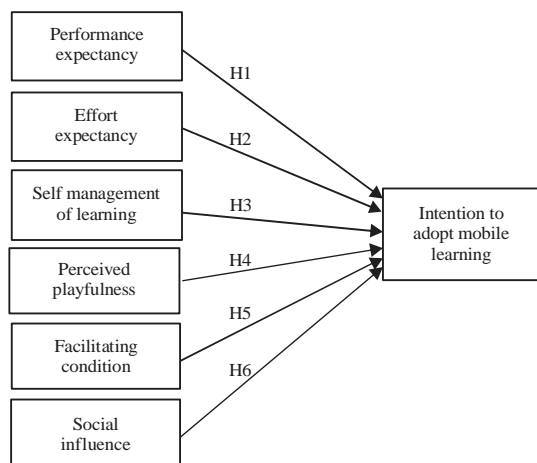 Performance
expectancy
H1
Effort
expectancy
H2
Self management
of learning
H3
Perceived
playfulness
H4
Facilitating
condition
H5
Social
influence
H6
Intention to
adopt mobile
learning